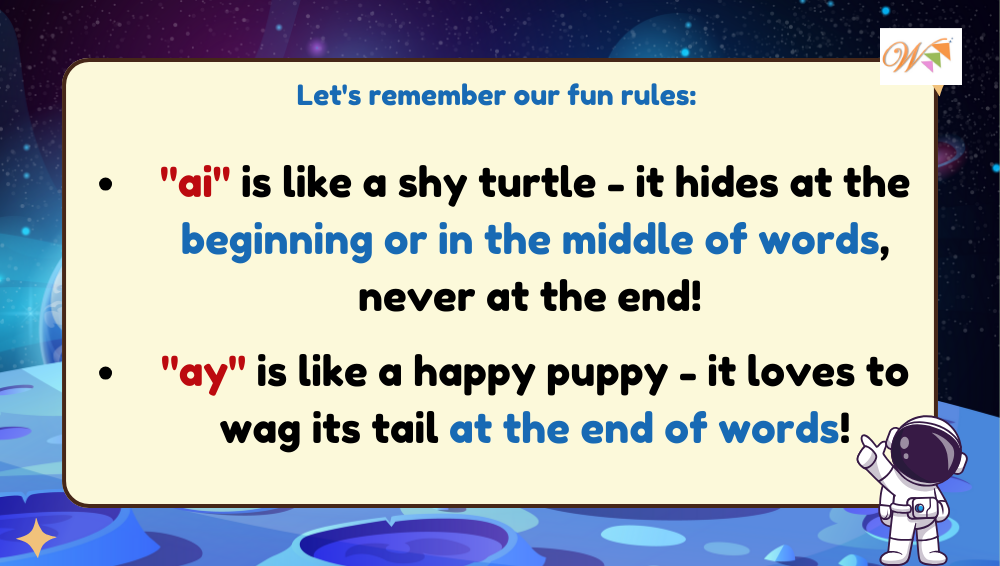 Let's remember our fun rules:
• "ai" is like a shy turtle - it hides at the
beginning or in the middle of words,
never at the end!
• "ay" is like a happy puppy - it loves to
wag its tail at the end of words!
W